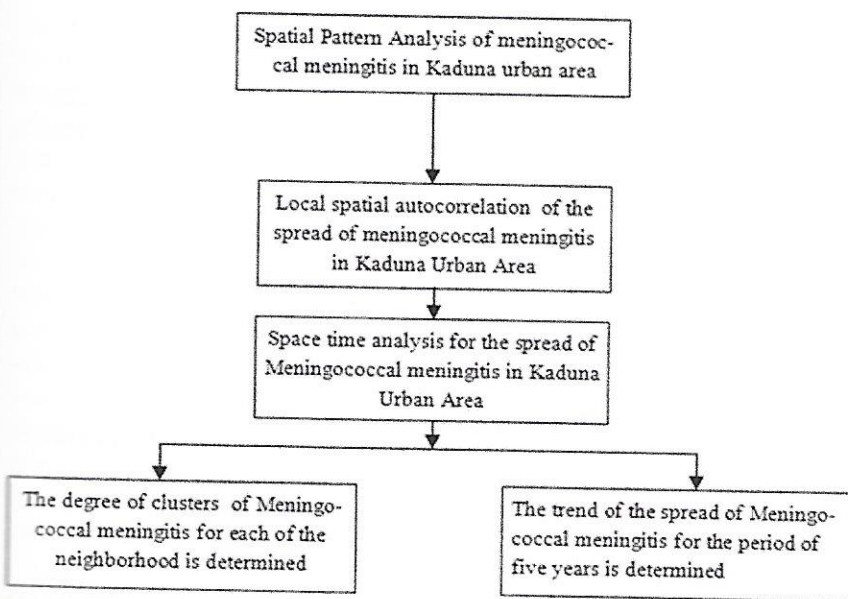 Spatial Pattern Analysis of meningococ-
cal meningitis in Kaduna urban area
Local spatial autocorrelation of the
spread of meningococcal meningitis
in Kaduna Urban Area
Space time analysis for the spread of
Meningococcal meningitis in Kaduna
Urban Area
The degree of clusters of Meningo-
coccal meningitis for each of the
neighborhood is determined
The trend of the spread of Meningo-
coccal meningitis for the period of
five years is determined